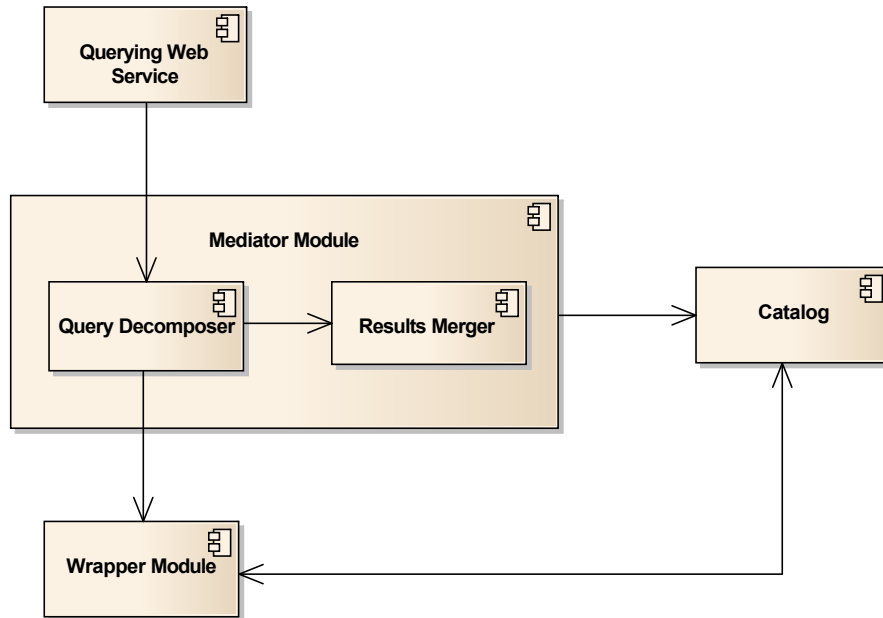 Querying Web
Service
Mediator Module
Query Decomposer
Results Merger
Catalog
Wrapper Module